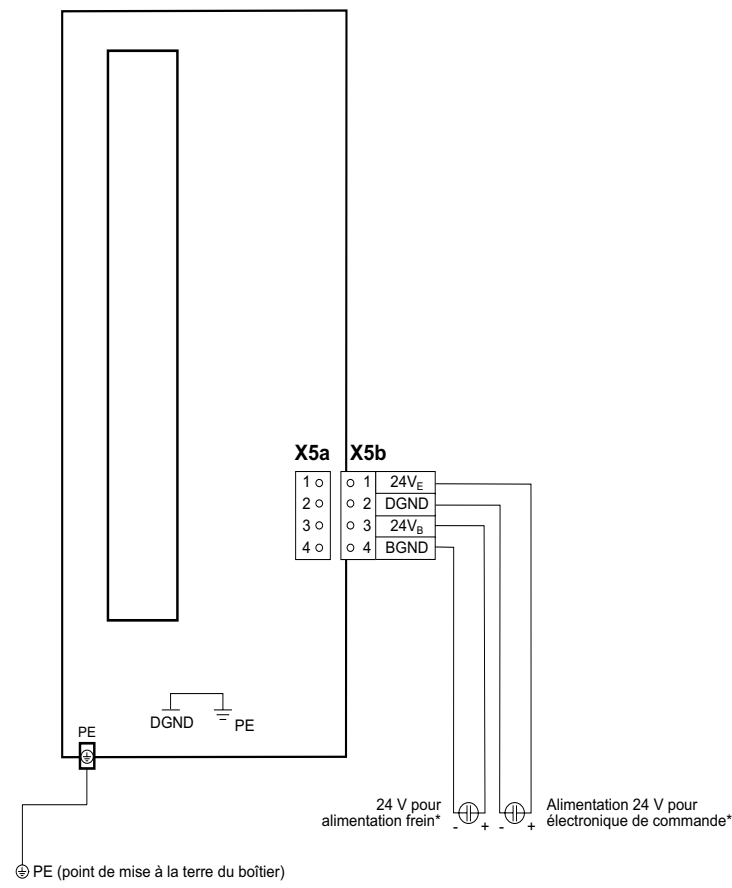 X5a X5b
1 1 24VE
2 2 DGND
3 3 24VB
4 4 BGND
DGND PE
PE
24 V pour
alimentation frein*
- + - +
Alimentation 24 V pour
électronique de commande*
PE (point de mise à la terre du boîtier)